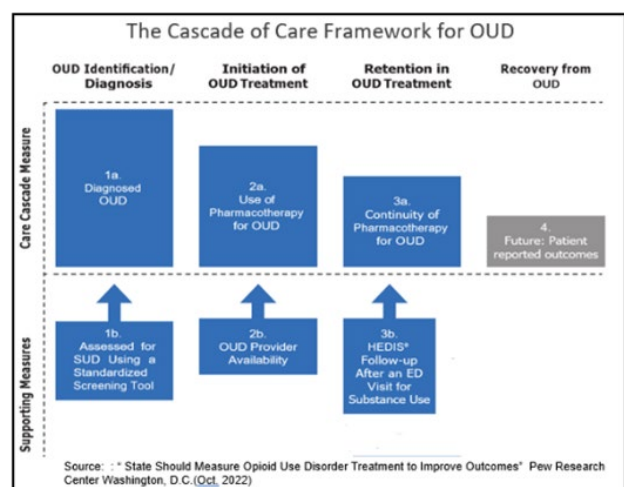 The Cascade of Care Framework for OUD
OUD Identification/
Diagnosis
Initiation of
OUD Treatment
Retention in
OUD Treatment
Recovery from
OUD
Care Cascade Measure
1a.
Diagnosed
OUD
2a.
Use of
Pharmacotherapy
for OUD
3a.
Continuity of
Pharmacotherapy
for OUD
4.
Future: Patient
reported outcomes
Supporting Measures
1b.
Assessed for
SUD Using a
Standardized
Screening Tool
2b.
OUD Provider
Availability
3b.
HEDIS®
Follow-up
After an ED
Visit for
Substance Use
Source: : “ State Should Measure Opioid Use Disorder Treatment to Improve Outcomes” Pew Research
Center Washington, D.C.(Oct. 2022)